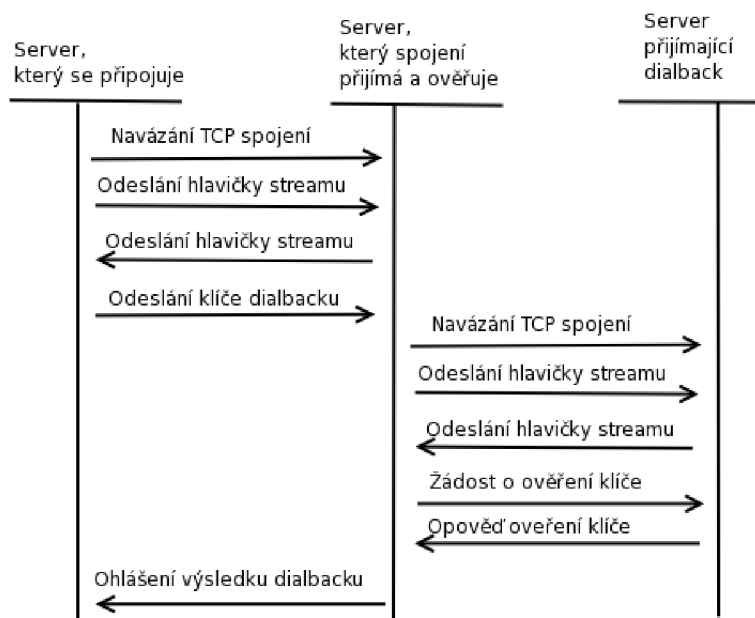 Server,
který se připojuje
Server,
který spojení
přijímá a ověřuje
Server
přijímající
dialback
Navázání TCP spojení
Odeslání hlavičky streamu
Odeslání hlavičky streamu
Odeslání klíče dialbacku
Navázání TCP spojení
Odeslání hlavičky streamu
Odeslání hlavičky streamu
Žádost o ověření klíče
Opověď oveření klíče
Ohlášení výsledku dialbacku